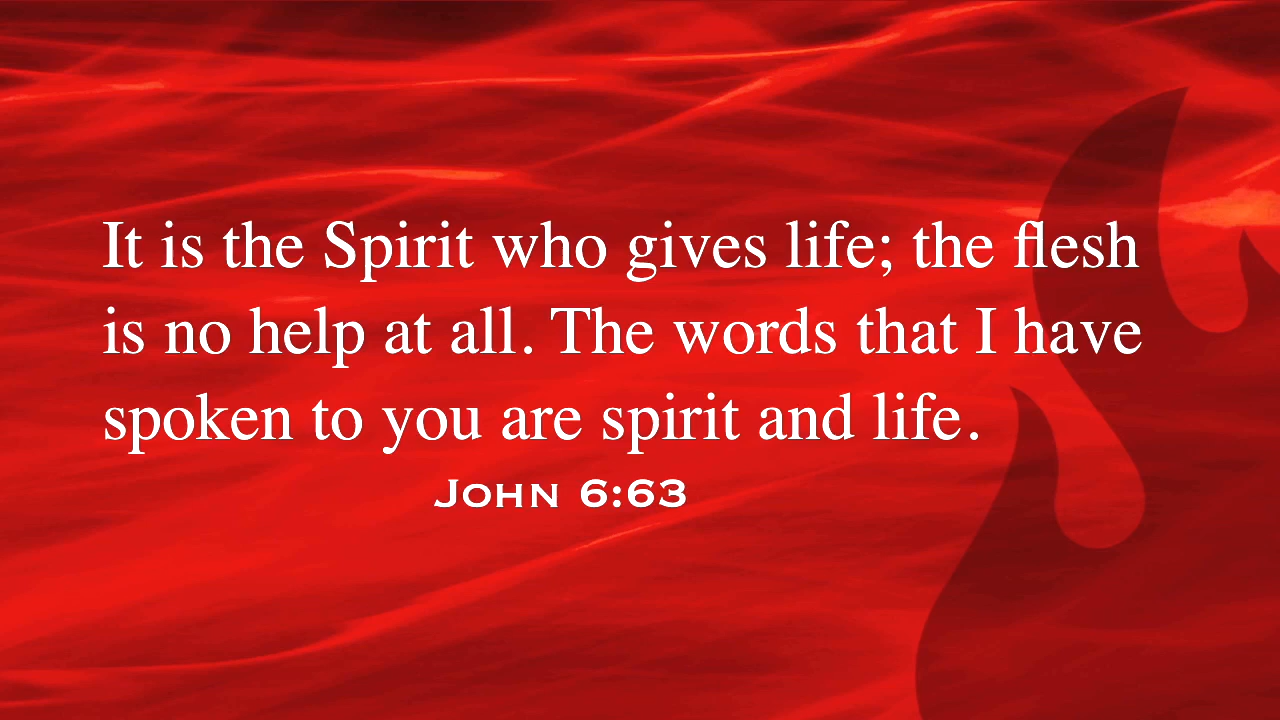 It is the Spirit who gives life; the flesh
is no help at all. The words that I have
spoken to you are spirit and life.
John 6:63